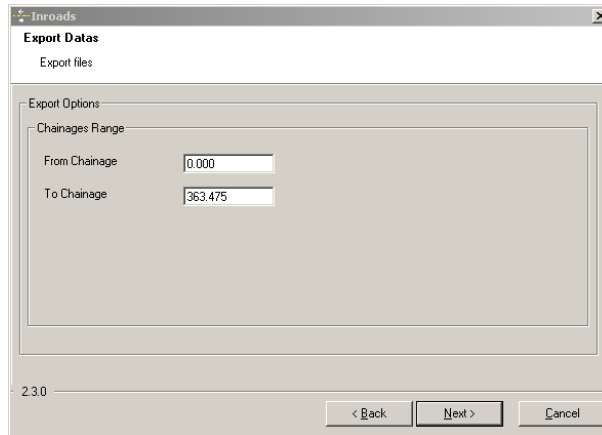 Inroads
Export Datas
Export files
Export Options
Chainages Range
From Chainage
0.000
To Chainage
363.475
2.3.0
< Back
Next >
Cancel